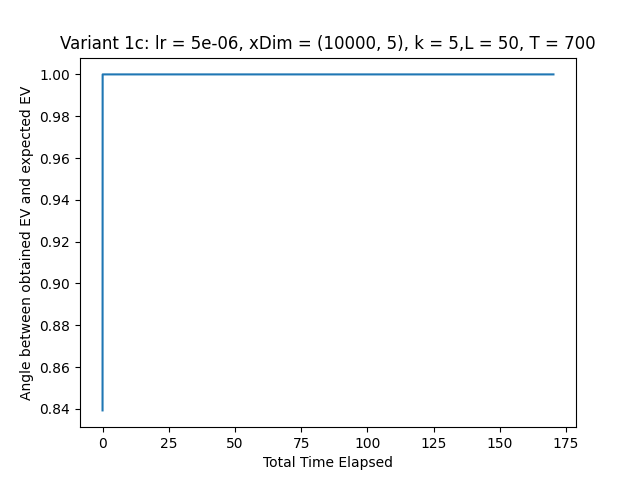 Variant 1c: lr = 5e-06, xDim = (10000, 5), k = 5,L = 50, T = 700
Angle between obtained EV and expected EV
1.00
0.98
0.96
0.94
0.92
0.90
0.88
0.86
0.84
0 25 50 75 100 125 150 175
Total Time Elapsed